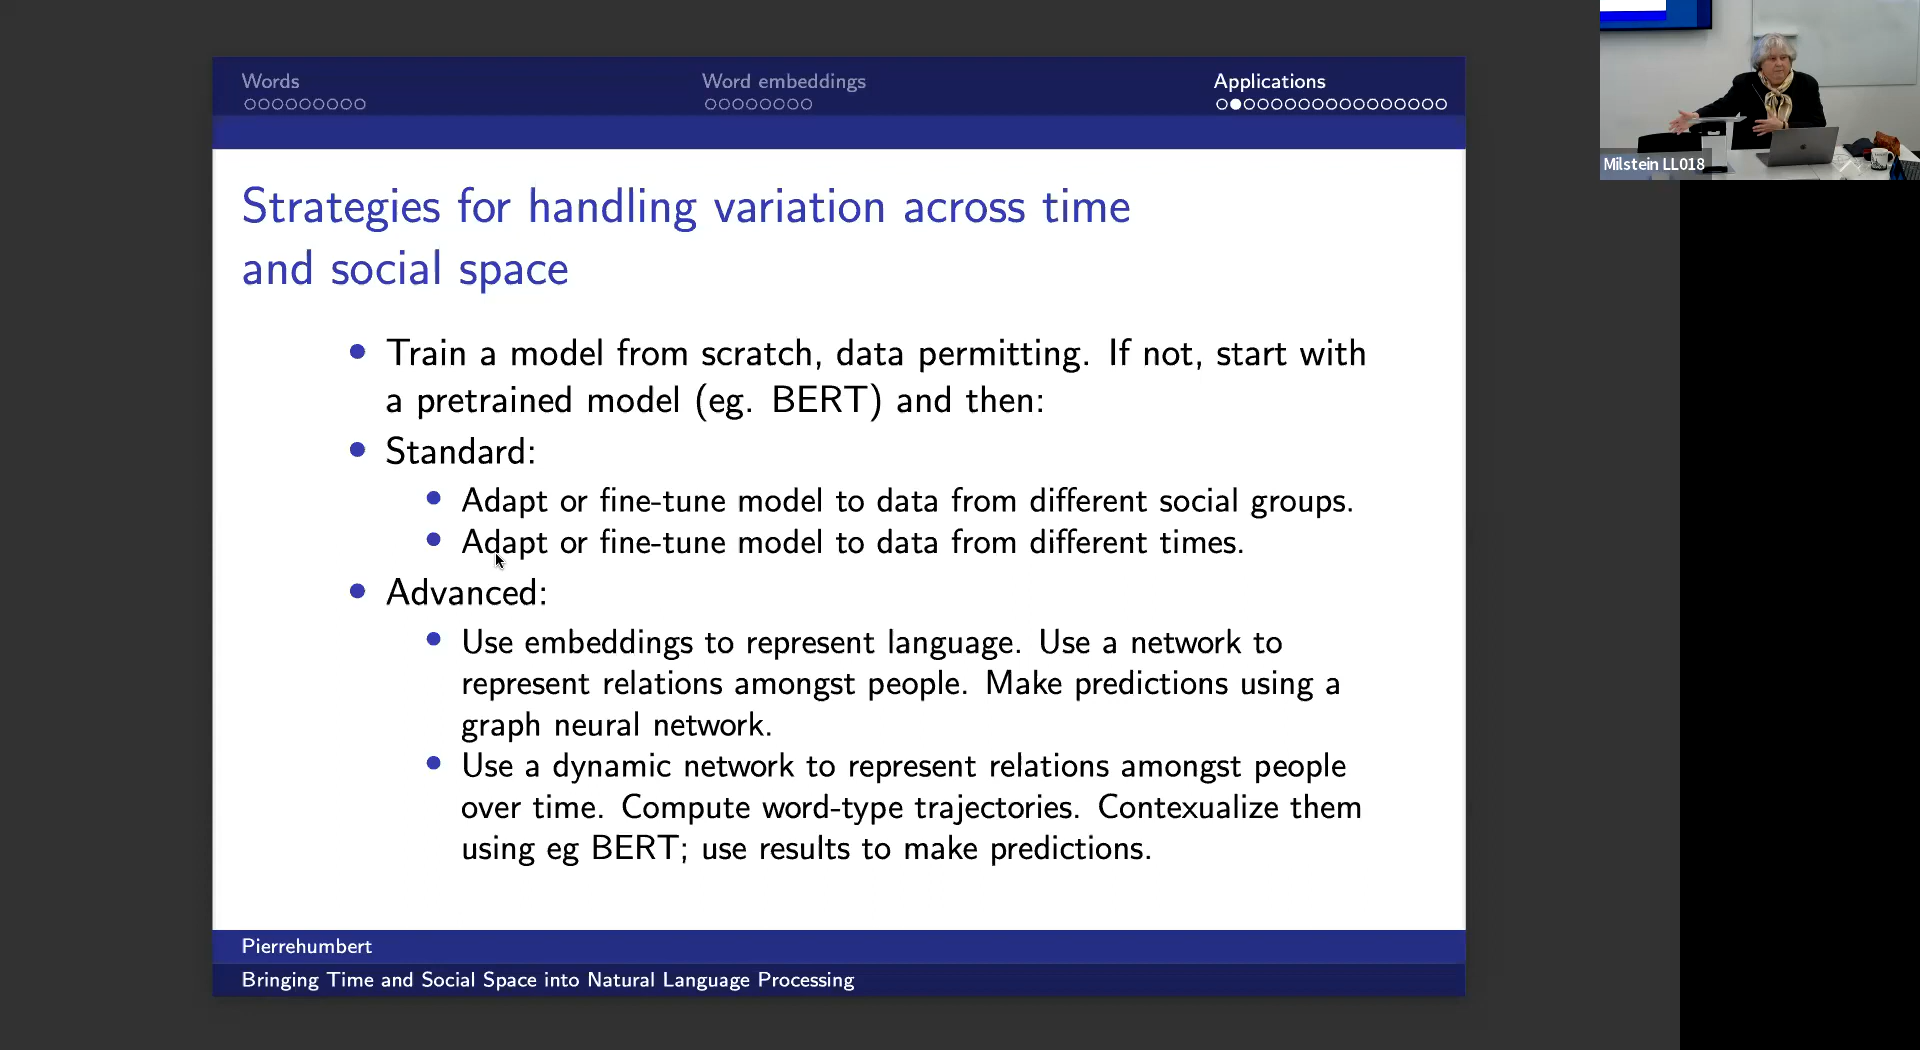 Words
Word embeddings
Applications
Milstein LL018
Strategies for handling variation across time
and social space
Train a model from scratch, data permitting. If not, start with
a pretrained model (eg. BERT) and then:
Standard:
Adapt or fine-tune model to data from different social groups.
Adapt or fine-tune model to data from different times.
Advanced:
Use embeddings to represent language. Use a network to
represent relations amongst people. Make predictions using a
graph neural network.
Use a dynamic network to represent relations amongst people
over time. Compute word-type trajectories. Contexualize them
using eg BERT; use results to make predictions.
Pierrehumbert
Bringing Time and Social Space into Natural Language Processing